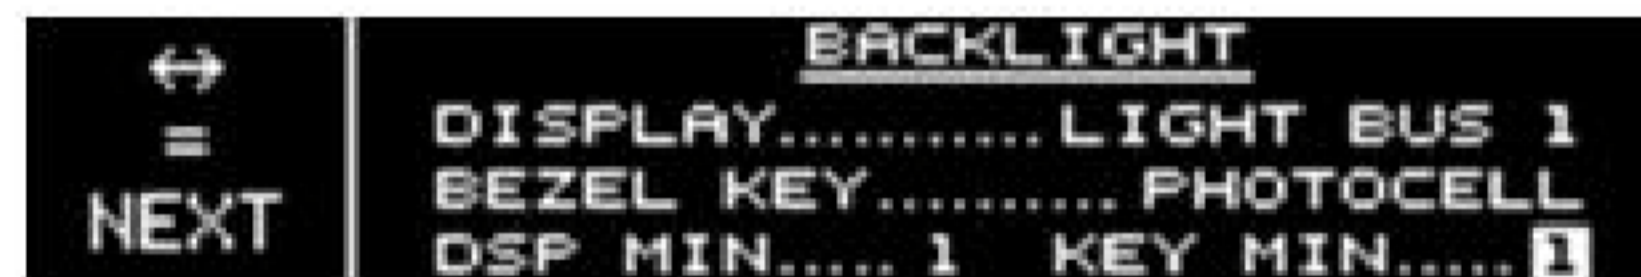 ↔
=
NEXT
BACKLIGHT
DISPLAY...........LIGHT BUS 1
BEZEL KEY..........PHOTOCELL
DSP MIN..... 1 KEY MIN..... 1